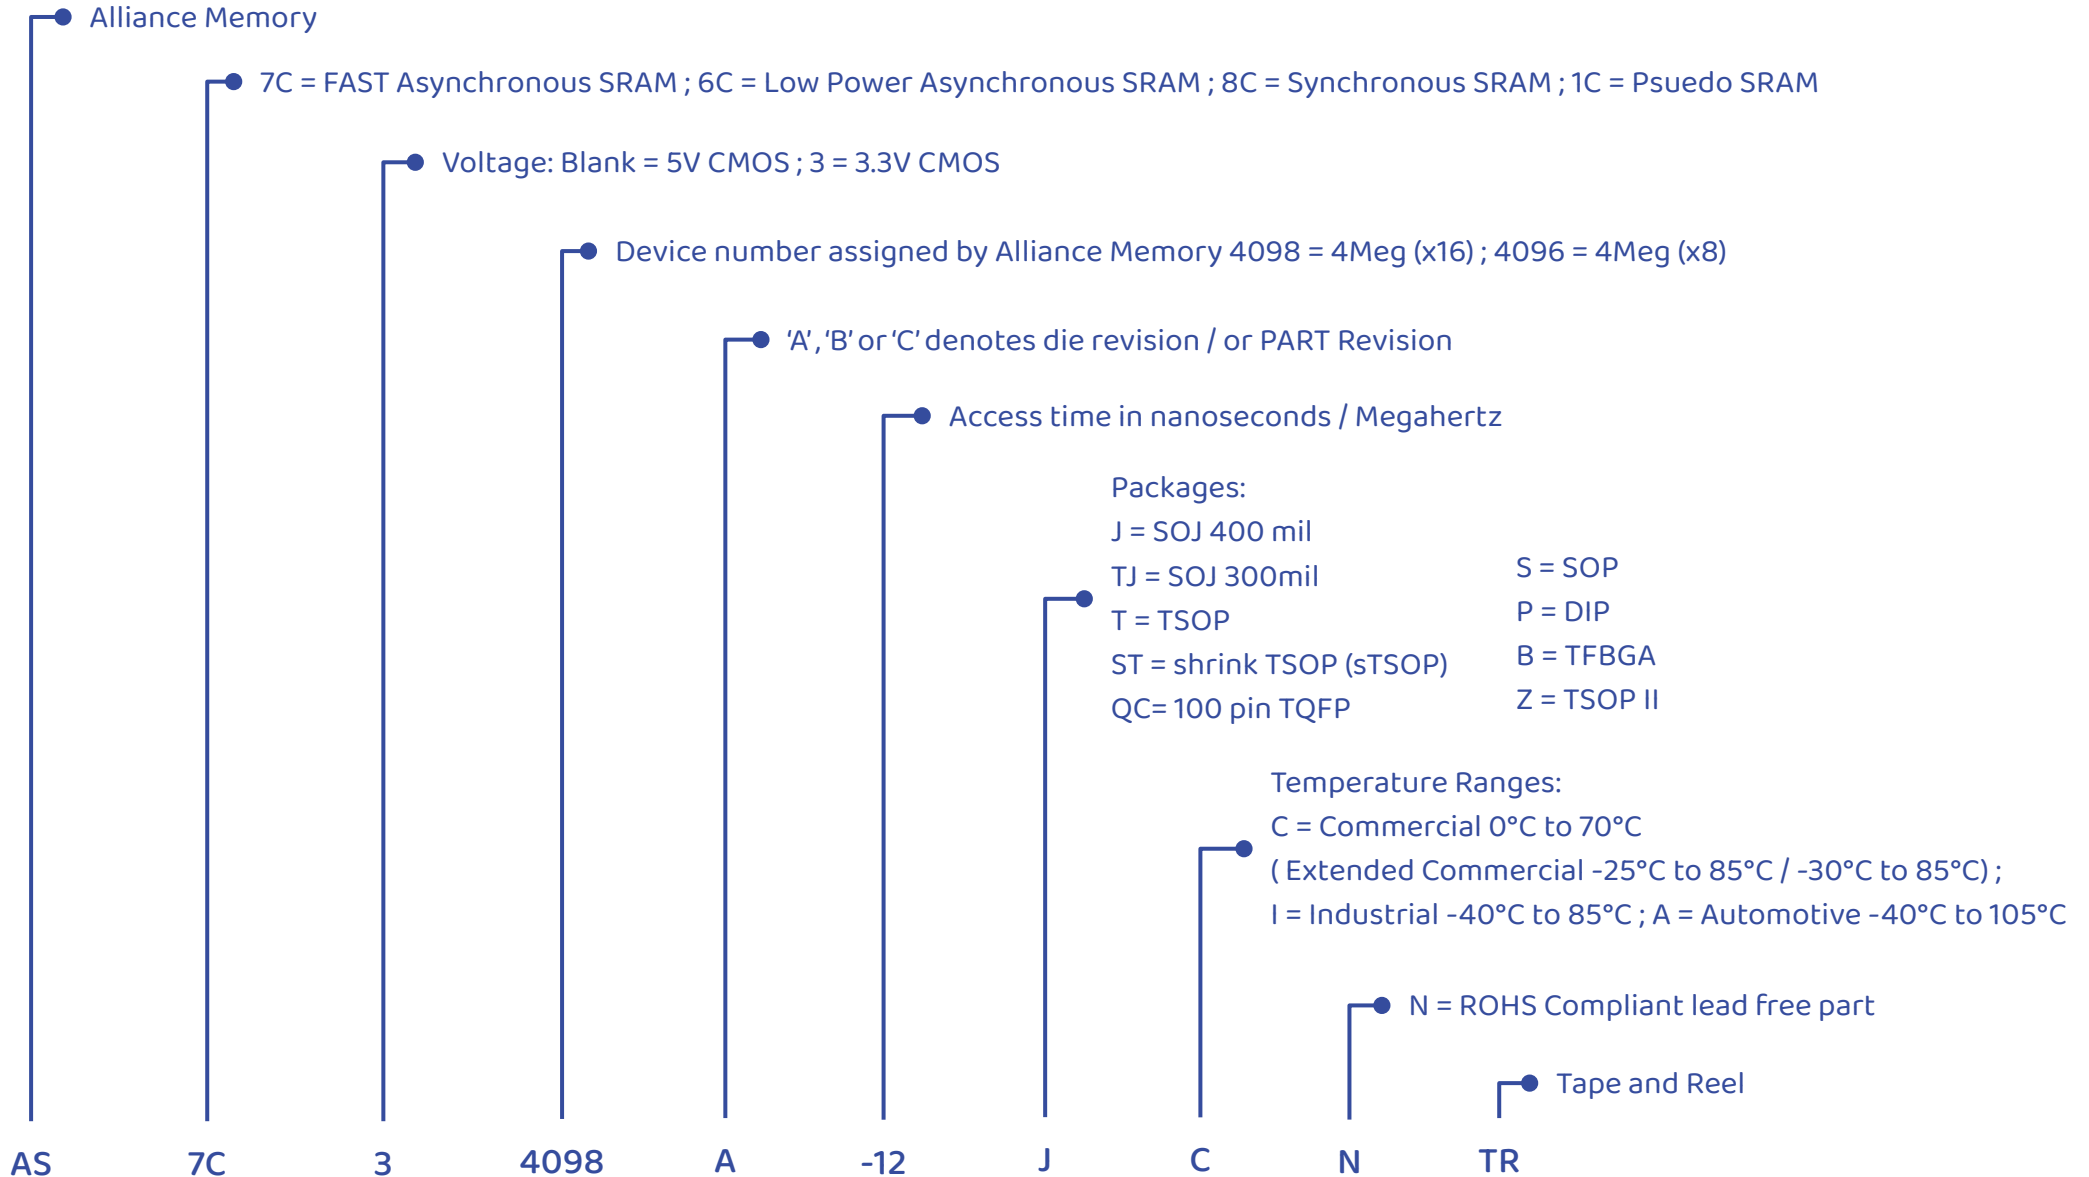 Alliance Memory
7C = FAST Asynchronous SRAM ; 6C = Low Power Asynchronous SRAM ; 8C = Synchronous SRAM ; 1C = Psuedo SRAM
Voltage: Blank = 5V CMOS ; 3 = 3.3V CMOS
Device number assigned by Alliance Memory 4098 = 4Meg (x16) ; 4096 = 4Meg (x8)
‘A’, ‘B’ or ‘C’ denotes die revision / or PART Revision
Access time in nanoseconds / Megahertz
Packages:
J = SOJ 400 mil
TJ = SOJ 300mil
T = TSOP
ST = shrink TSOP (sTSOP)
QC= 100 pin TQFP
S = SOP
P = DIP
B = TFBGA
Z = TSOP II
Temperature Ranges:
C = Commercial 0°C to 70°C
( Extended Commercial -25°C to 85°C / -30°C to 85°C) ;
I = Industrial -40°C to 85°C ; A = Automotive -40°C to 105°C
N = ROHS Compliant lead free part
Tape and Reel
AS 7C 3 4098 A -12 J C N TR